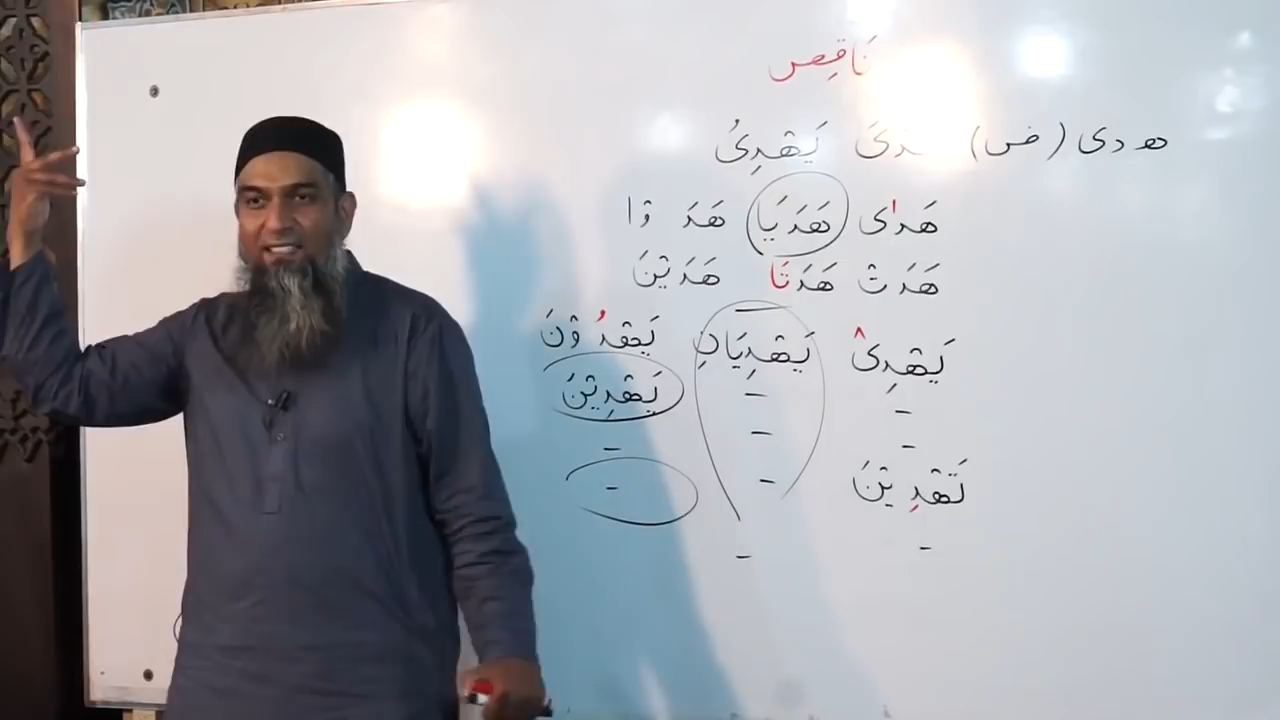 نَاقِص
ه د ی (ض) هَدَیَ يَهْدِیُ
هَدٰی هَدَيَا هَدَ وْا
هَدَتْ هَدَتَا هَدَيْنَ
يَهْدِیْ يَهْدِيَانِ يَهْدُ وْنَ
يَهْدِيْنَ
تَهْدِ يْنَ